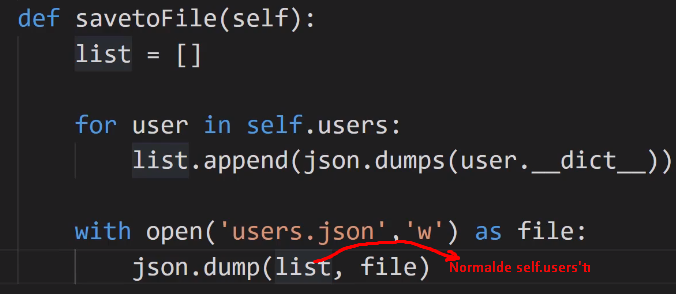 def savetoFile(self):
list = []
for user in self.users:
list.append(json.dumps(user.__dict__))
with open('users.json','w') as file:
json.dump(list, file)
Normalde self.users'tı